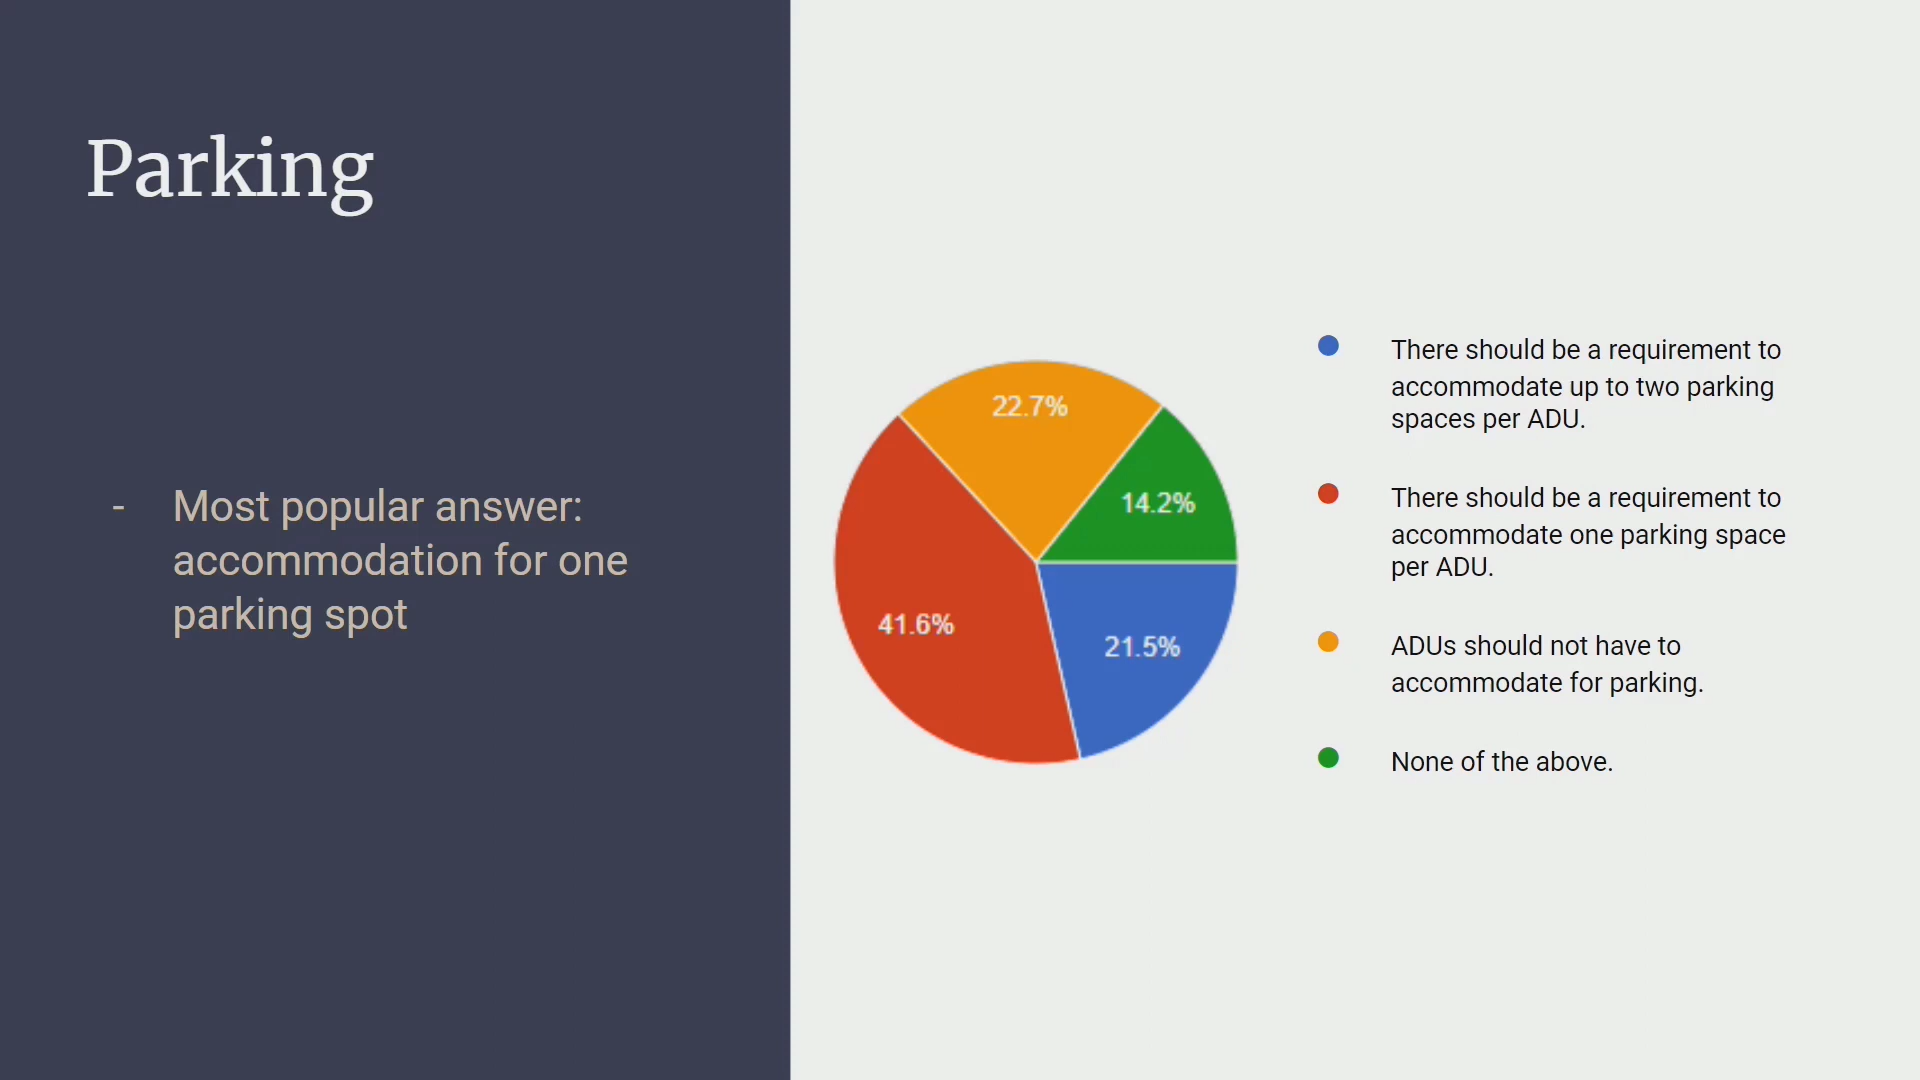 Parking
- Most popular answer:
accommodation for one
parking spot
22.7%
14.2%
41.6%
21.5%
There should be a requirement to
accommodate up to two parking
spaces per ADU.
There should be a requirement to
accommodate one parking space
per ADU.
ADUs should not have to
accommodate for parking.
None of the above.